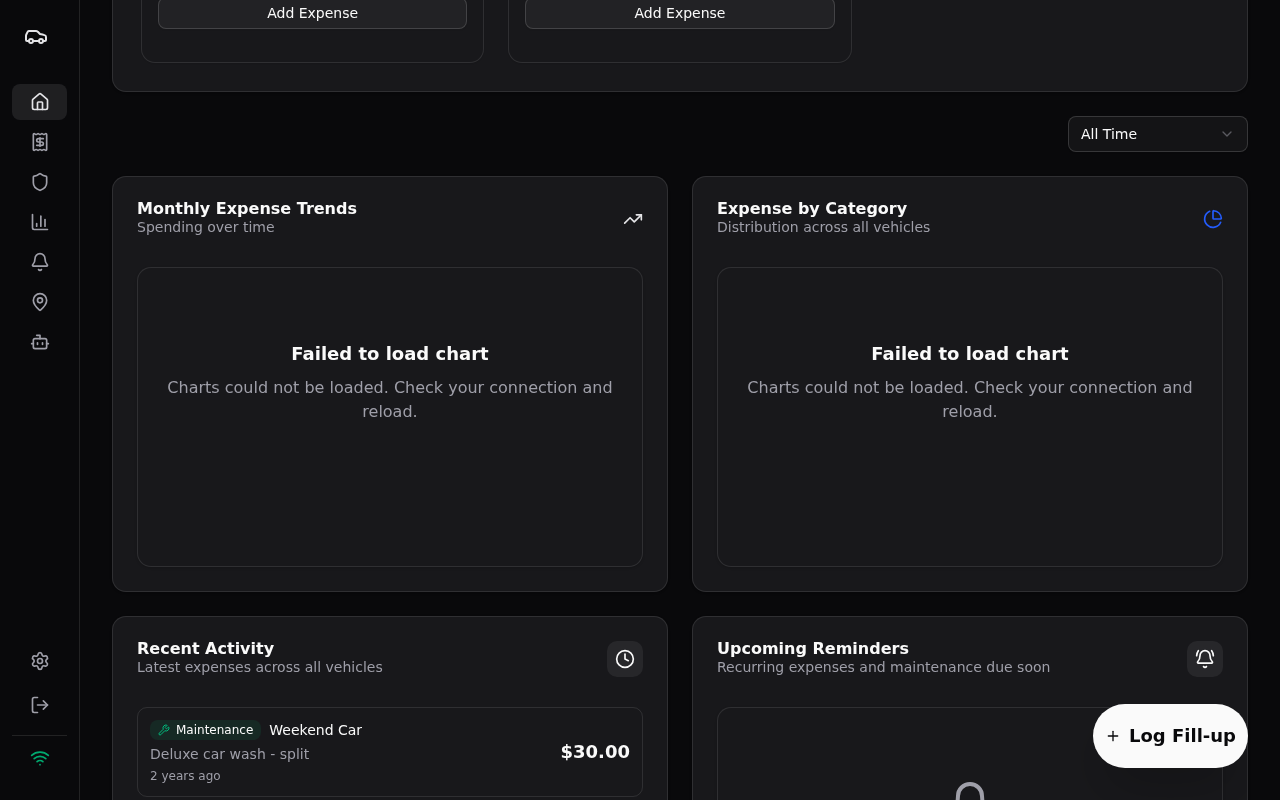 Add Expense
Add Expense
All Time
Monthly Expense Trends
Spending over time
Failed to load chart
Charts could not be loaded. Check your connection and
reload.
Expense by Category
Distribution across all vehicles
Failed to load chart
Charts could not be loaded. Check your connection and
reload.
Recent Activity
Latest expenses across all vehicles
Maintenance
Weekend Car
Deluxe car wash - split
2 years ago
$30.00
Upcoming Reminders
Recurring expenses and maintenance due soon
+ Log Fill-up